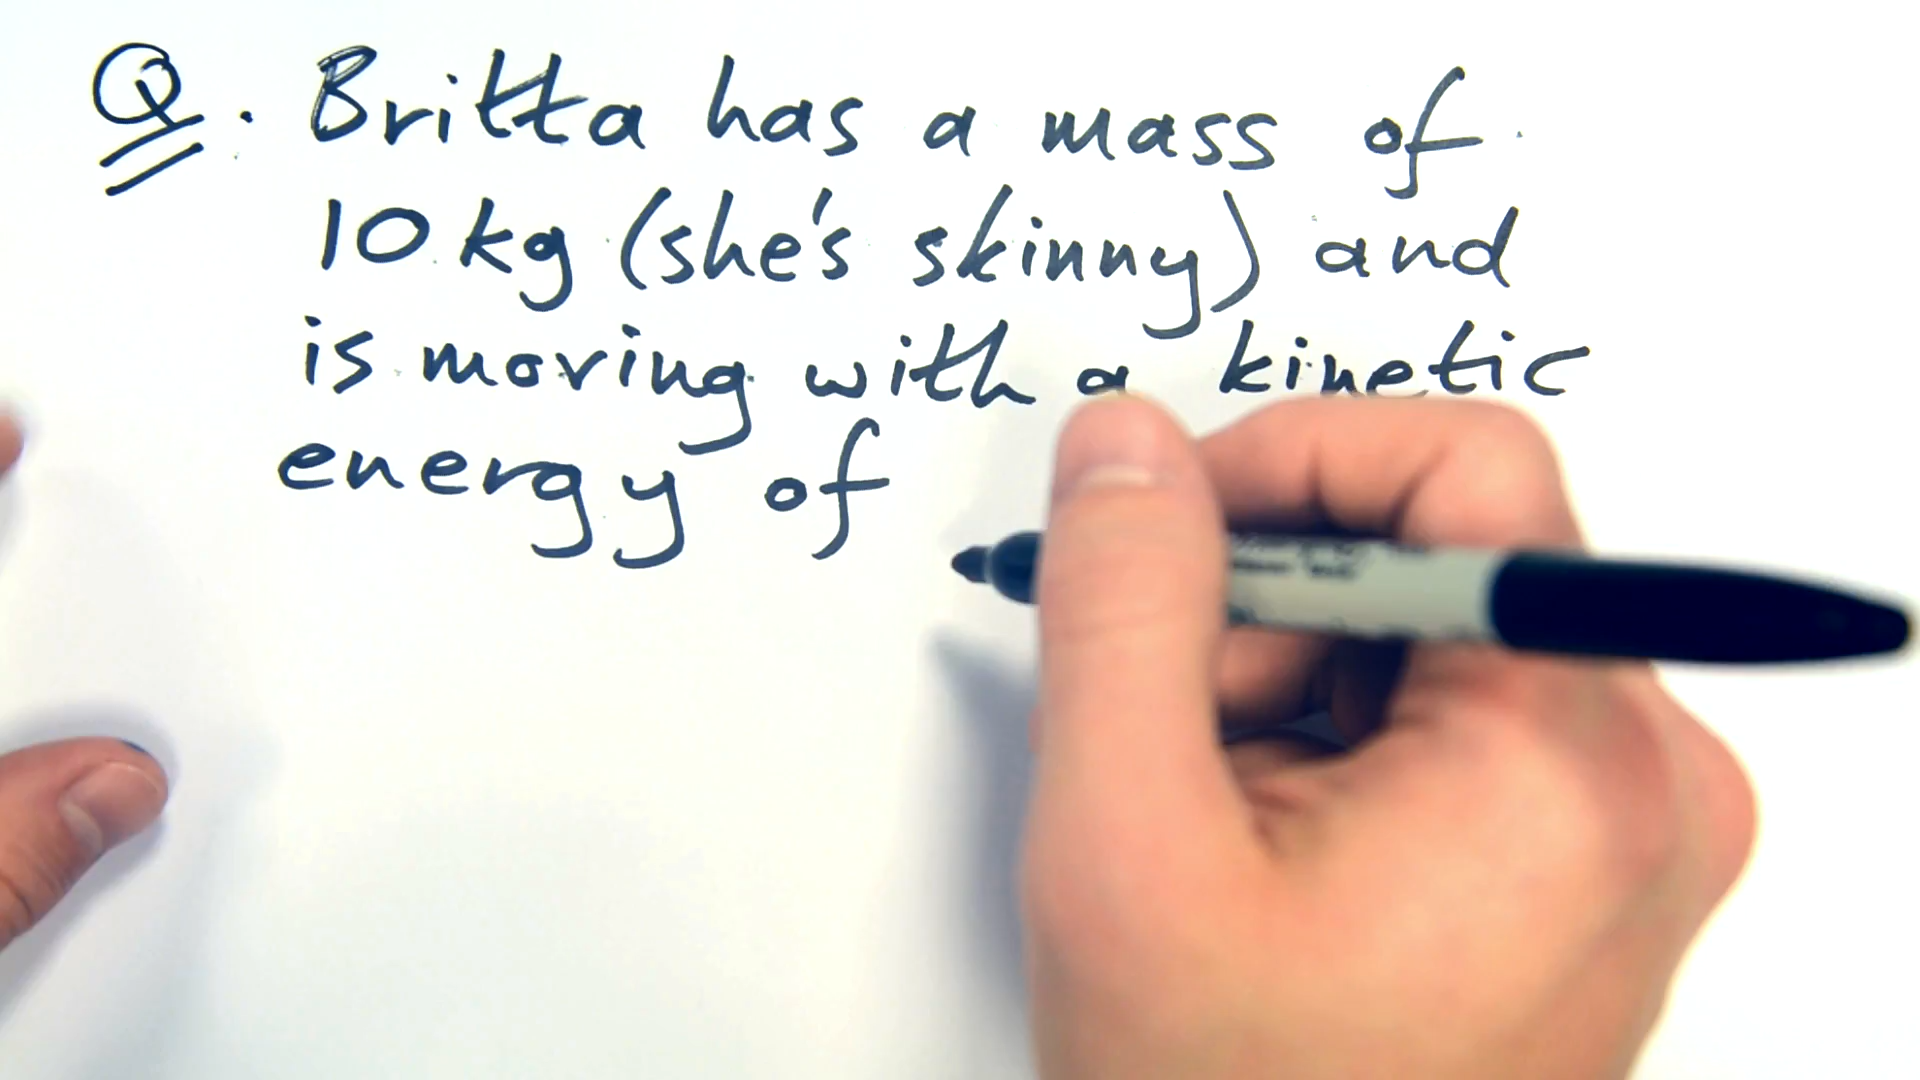 Q. Britta has a mass of
10 kg (she's skinny) and
is moving with a kinetic
energy of